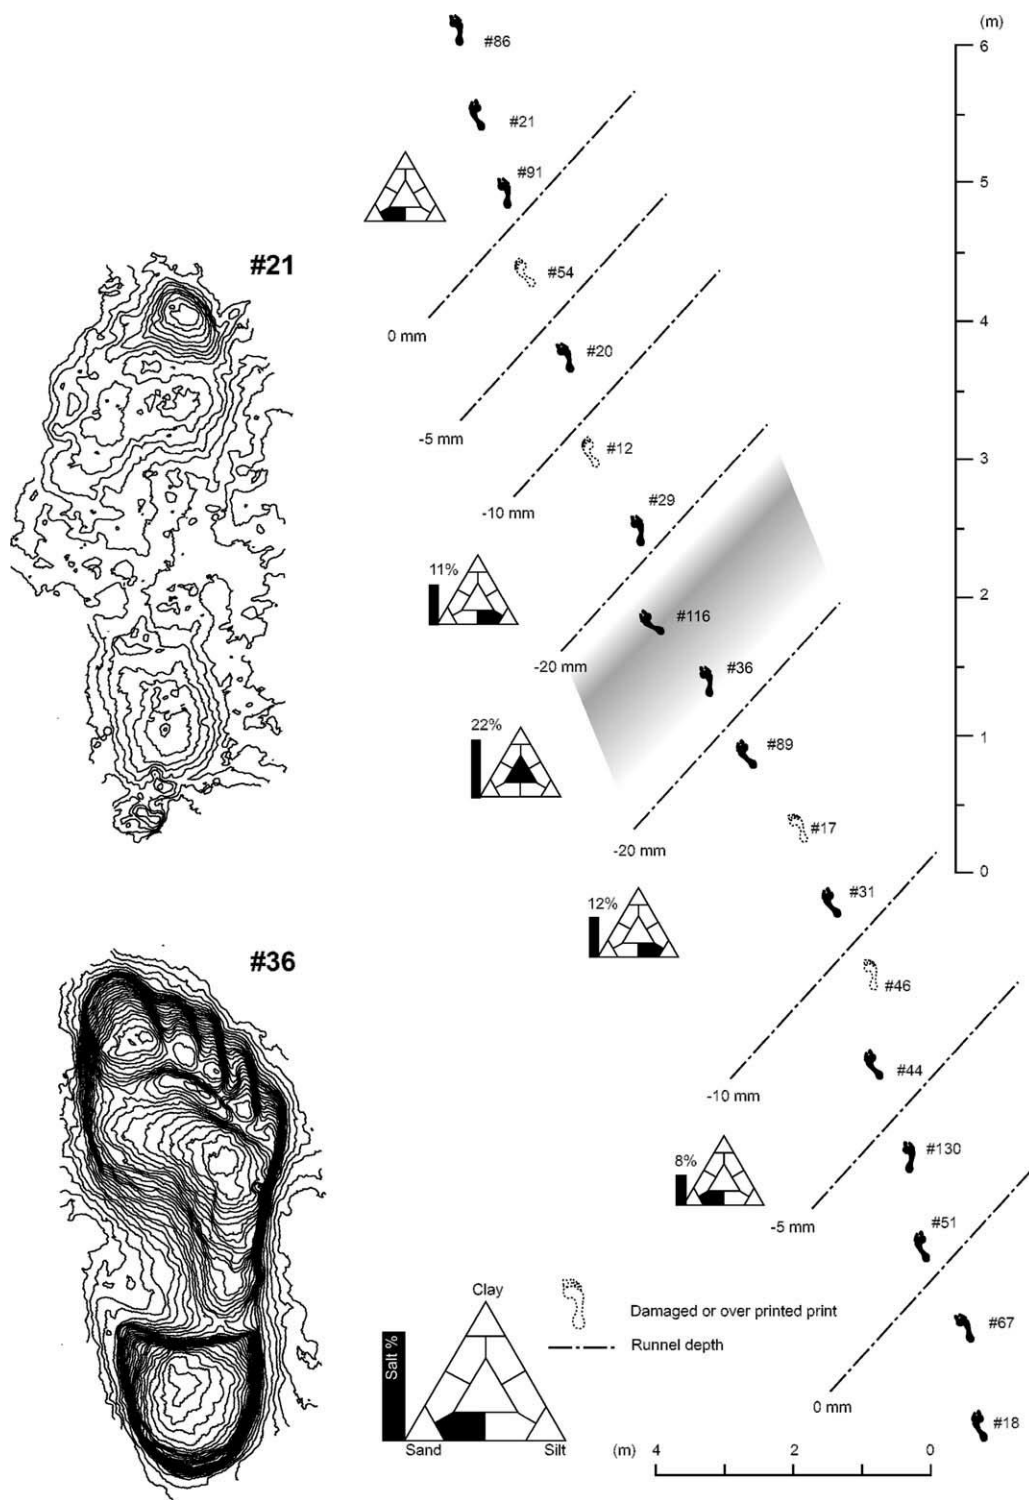 (m)
6
#86
#21
#91
5
#21
#54
0 mm
4
#20
-5 mm
#12
3
-10 mm
#29
11%
2
#116
-20 mm
#36
22%
#89
1
#17
-20 mm
0
#31
12%
#36
#46
#44
-10 mm
#130
8%
-5 mm
#51
Clay
Damaged or over printed print
#67
Salt %
Runnel depth
0 mm
#18
Sand
Silt
(m)
4
2
0